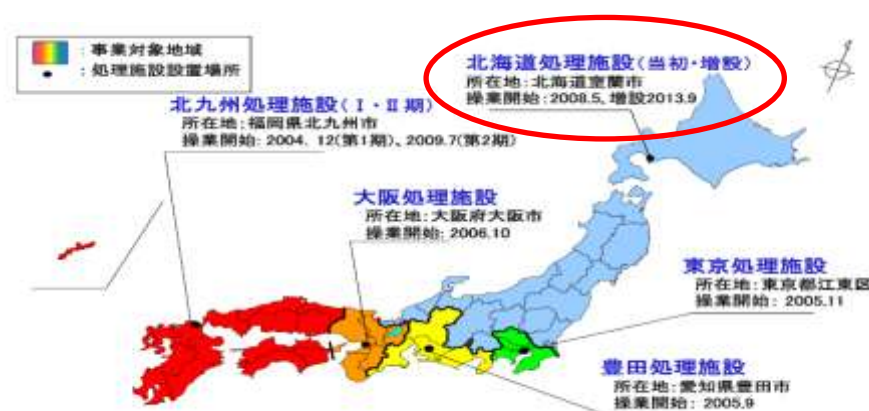 ：事業対象地域
：処理施設設置場所
北海道処理施設(当初・増設)
所在地：北海道室蘭市
操業開始：2008.5、増設2013.9
北九州処理施設(Ⅰ・Ⅱ期)
所在地：福岡県北九州市
操業開始：2004.12(第1期)、2009.7(第2期)
大阪処理施設
所在地：大阪府大阪市
操業開始：2006.10
東京処理施設
所在地：東京都江東区
操業開始：2005.11
豊田処理施設
所在地：愛知県豊田市
操業開始：2005.9